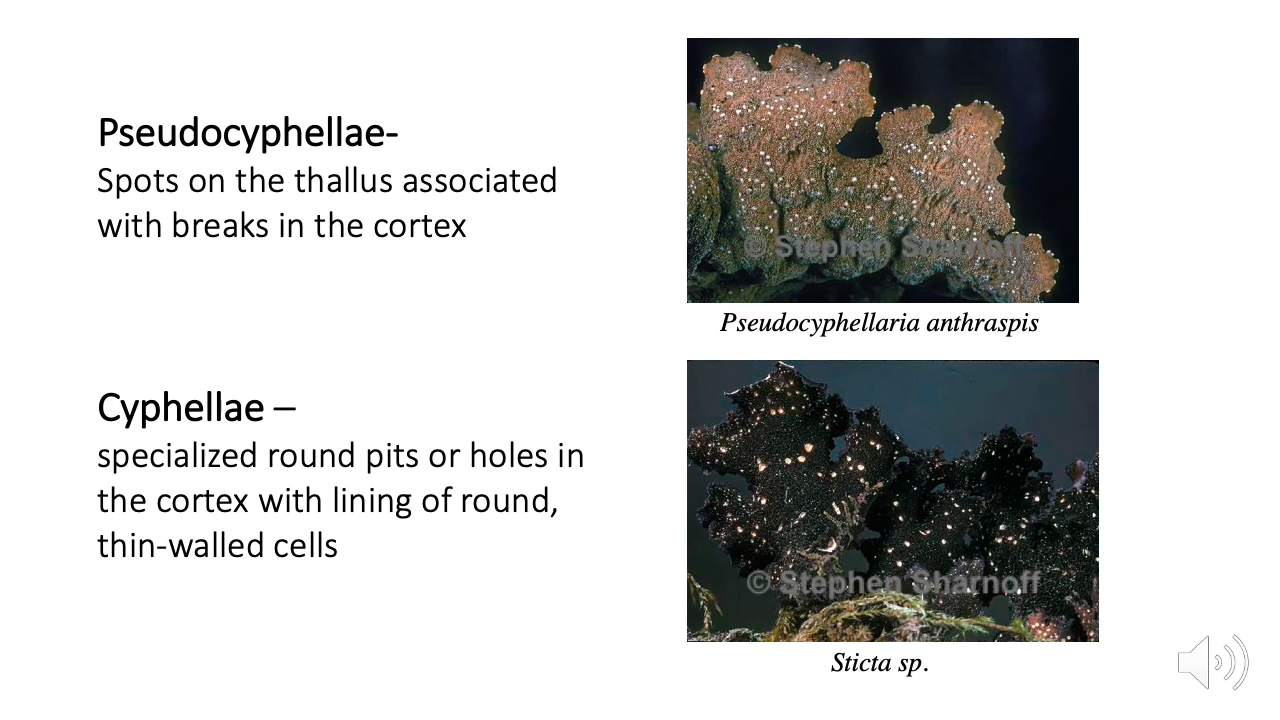 Pseudocyphellae-
Spots on the thallus associated
with breaks in the cortex
© Stephen Sharnoff
Pseudocyphellaria anthraspis
Cyphellae –
specialized round pits or holes in
the cortex with lining of round,
thin-walled cells
© Stephen Sharnoff
Sticta sp.